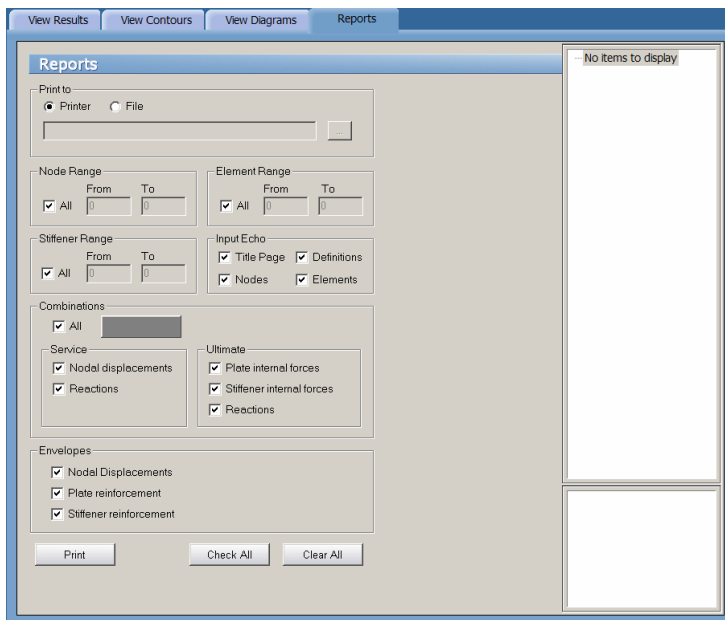 View Results View Contours View Diagrams Reports
No items to display
Reports
Print to
Printer File
...
Node Range
From To
All 0 0
Element Range
From To
All 0 0
Stiffener Range
From To
All 0 0
Input Echo
Title Page Definitions
Nodes Elements
Combinations
All
Service
Nodal displacements
Reactions
Ultimate
Plate internal forces
Stiffener internal forces
Reactions
Envelopes
Nodal Displacements
Plate reinforcement
Stiffener reinforcement
Print Check All Clear All